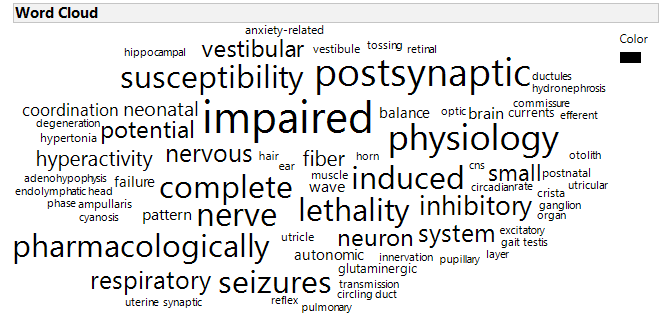 Word Cloud
Color
anxiety-related
hippocampal vestibular vestibule tossing retinal
susceptibility postsynaptic ductules
hydronephrosis
coordination neonatal impaired balance optic brain currents commissure
efferent
degeneration potential
hypertonia physiology
hyperactivity nervous hair fiber horn otolith
ear
adenohypophysis failure complete muscle induced cns small postnatal
endolymphatic head wave circadian rate utricular
phase ampullaris nerve lethality inhibitory crista
ganglion
cyanosis pattern organ
pharmacologically utricle neuron system excitatory
gait testis
autonomic innervation pupillary layer
respiratory seizures glutaminergic
transmission
uterine synaptic reflex circling duct
pulmonary